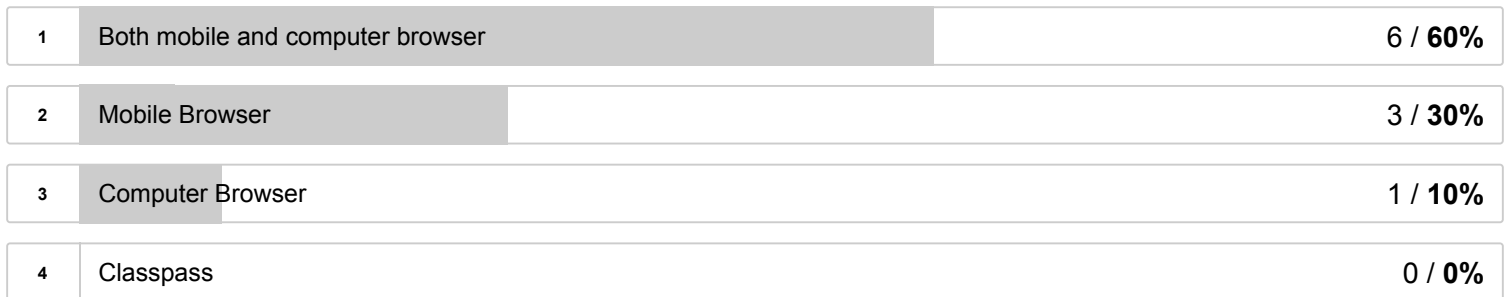 1 Both mobile and computer browser 6 / 60%
2 Mobile Browser 3 / 30%
3 Computer Browser 1 / 10%
4 Classpass 0 / 0%